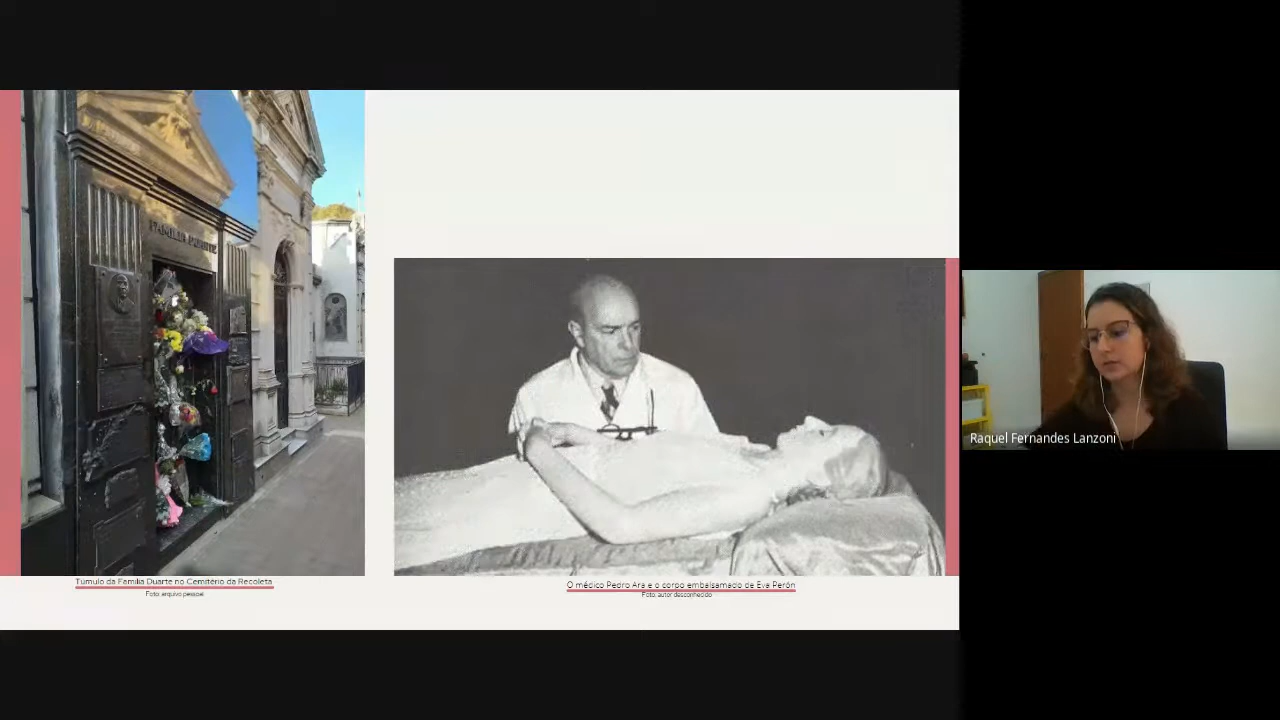 FAMILIA DUARTE
Túmulo da Família Duarte no Cemitério da Recoleta
Foto: arquivo pessoal
O médico Pedro Ara e o corpo embalsamado de Eva Perón
Foto: autor desconhecido
Raquel Fernandes Lanzoni